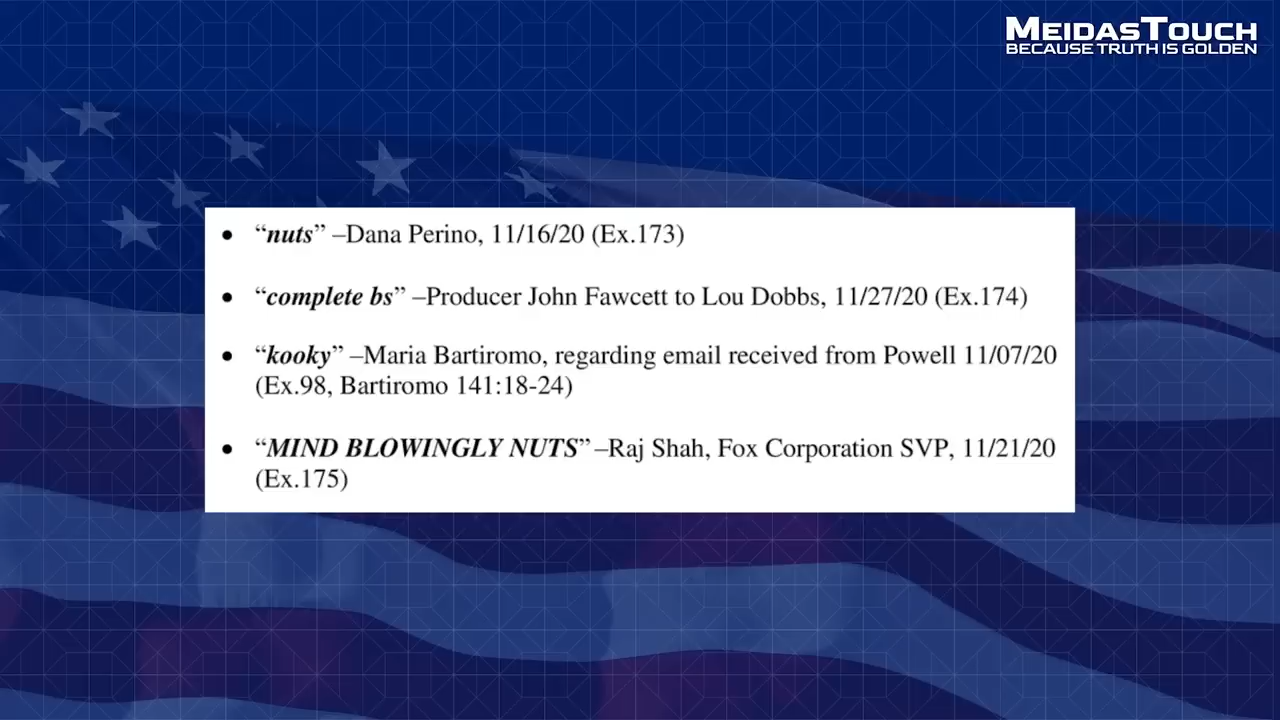 MEIDASTOUCH
BECAUSE TRUTH IS GOLDEN
• “nuts” –Dana Perino, 11/16/20 (Ex.173)
• “complete bs” –Producer John Fawcett to Lou Dobbs, 11/27/20 (Ex.174)
• “kooky” –Maria Bartiromo, regarding email received from Powell 11/07/20
(Ex.98, Bartiromo 141:18-24)
• “MIND BLOWINGLY NUTS” –Raj Shah, Fox Corporation SVP, 11/21/20
(Ex.175)